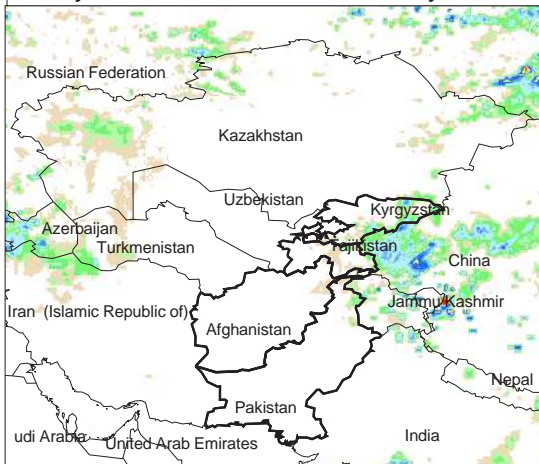 Russian Federation
Kazakhstan
Uzbekistan
Kyrgyzstan
Azerbaijan
Turkmenistan
Tajikistan
China
Iran (Islamic Republic of)
Jammu Kashmir
Afghanistan
Nepal
Pakistan
udi Arabia
United Arab Emirates
India